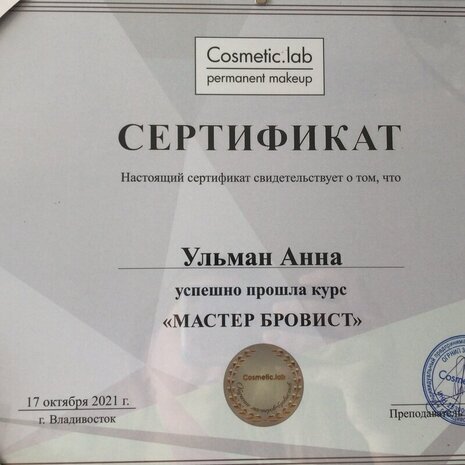 Cosmetic.lab
permanent makeup
СЕРТИФИКАТ
Настоящий сертификат свидетельствует о том, что
Ульман Анна
успешно прошла курс
«МАСТЕР БРОВИСТ»
Cosmetic.lab
17 октября 2021 г.
г. Владивосток
Преподаватель